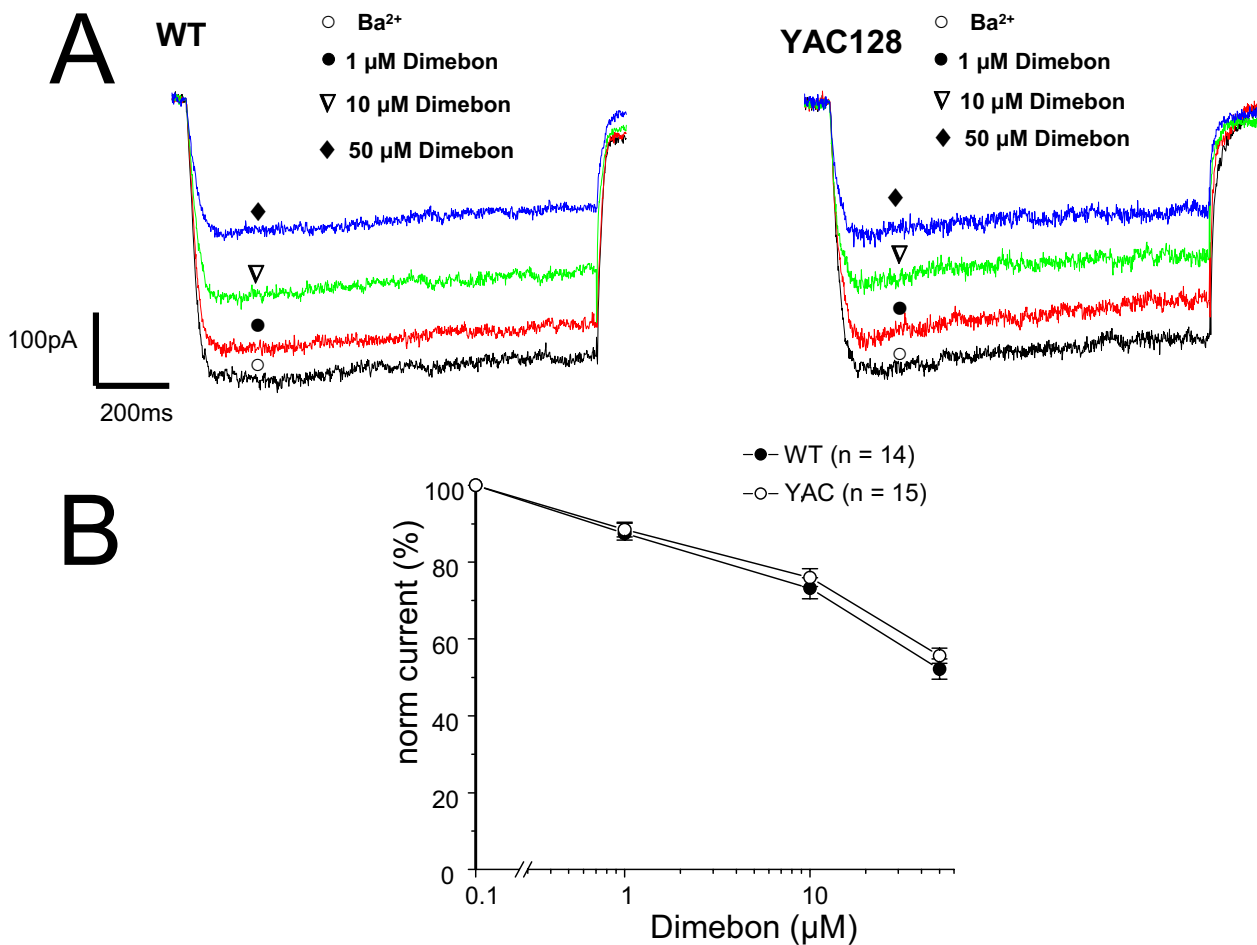 A
WT
○ Ba²⁺
● 1 µM Dimebon
▽ 10 µM Dimebon
◆ 50 µM Dimebon
100pA
200ms
YAC128
○ Ba²⁺
● 1 µM Dimebon
▽ 10 µM Dimebon
◆ 50 µM Dimebon
B
WT (n = 14)
YAC (n = 15)
norm current (%)
100
80
60
40
20
0
0.1
1
10
Dimebon (µM)